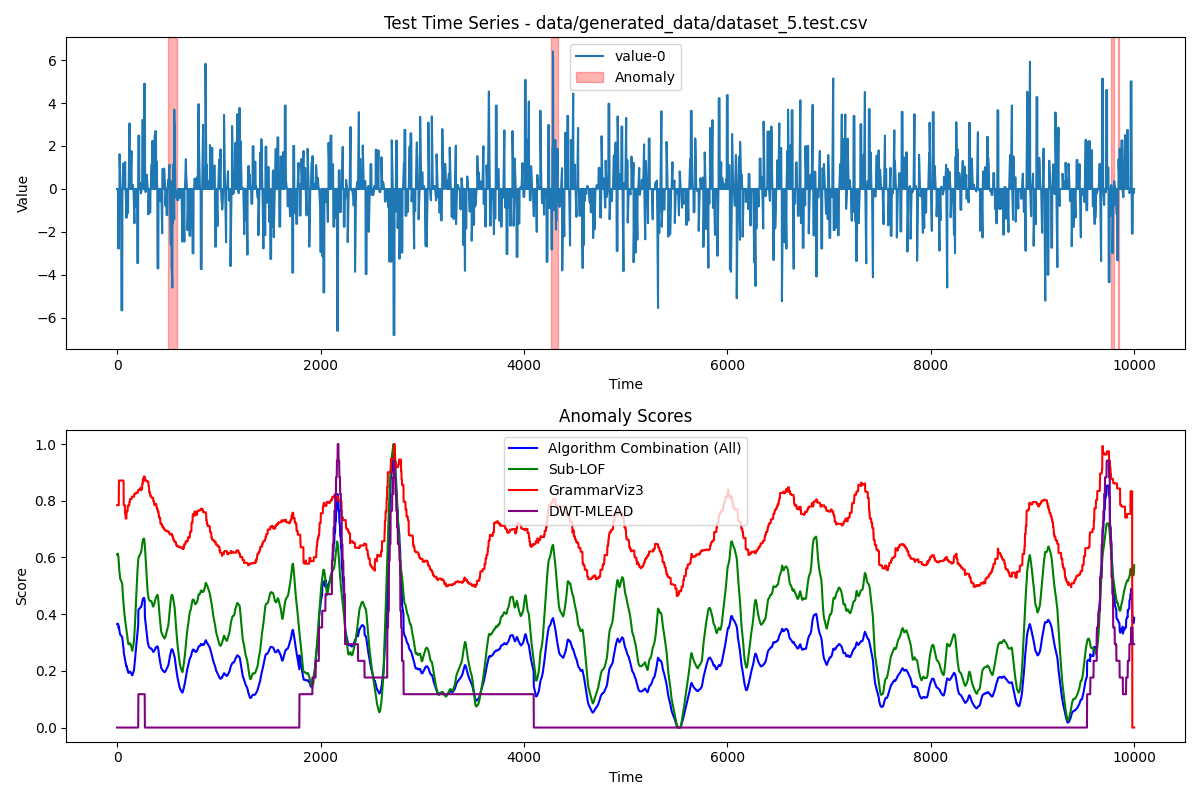 Test Time Series - data/generated_data/dataset_5.test.csv
6
4
2
0
−2
−4
−6
Value
value-0
Anomaly
0
2000
4000
6000
8000
10000
Time
Anomaly Scores
1.0
0.8
0.6
0.4
0.2
0.0
Score
Algorithm Combination (All)
Sub-LOF
GrammarViz3
DWT-MLEAD
0
2000
4000
6000
8000
10000
Time